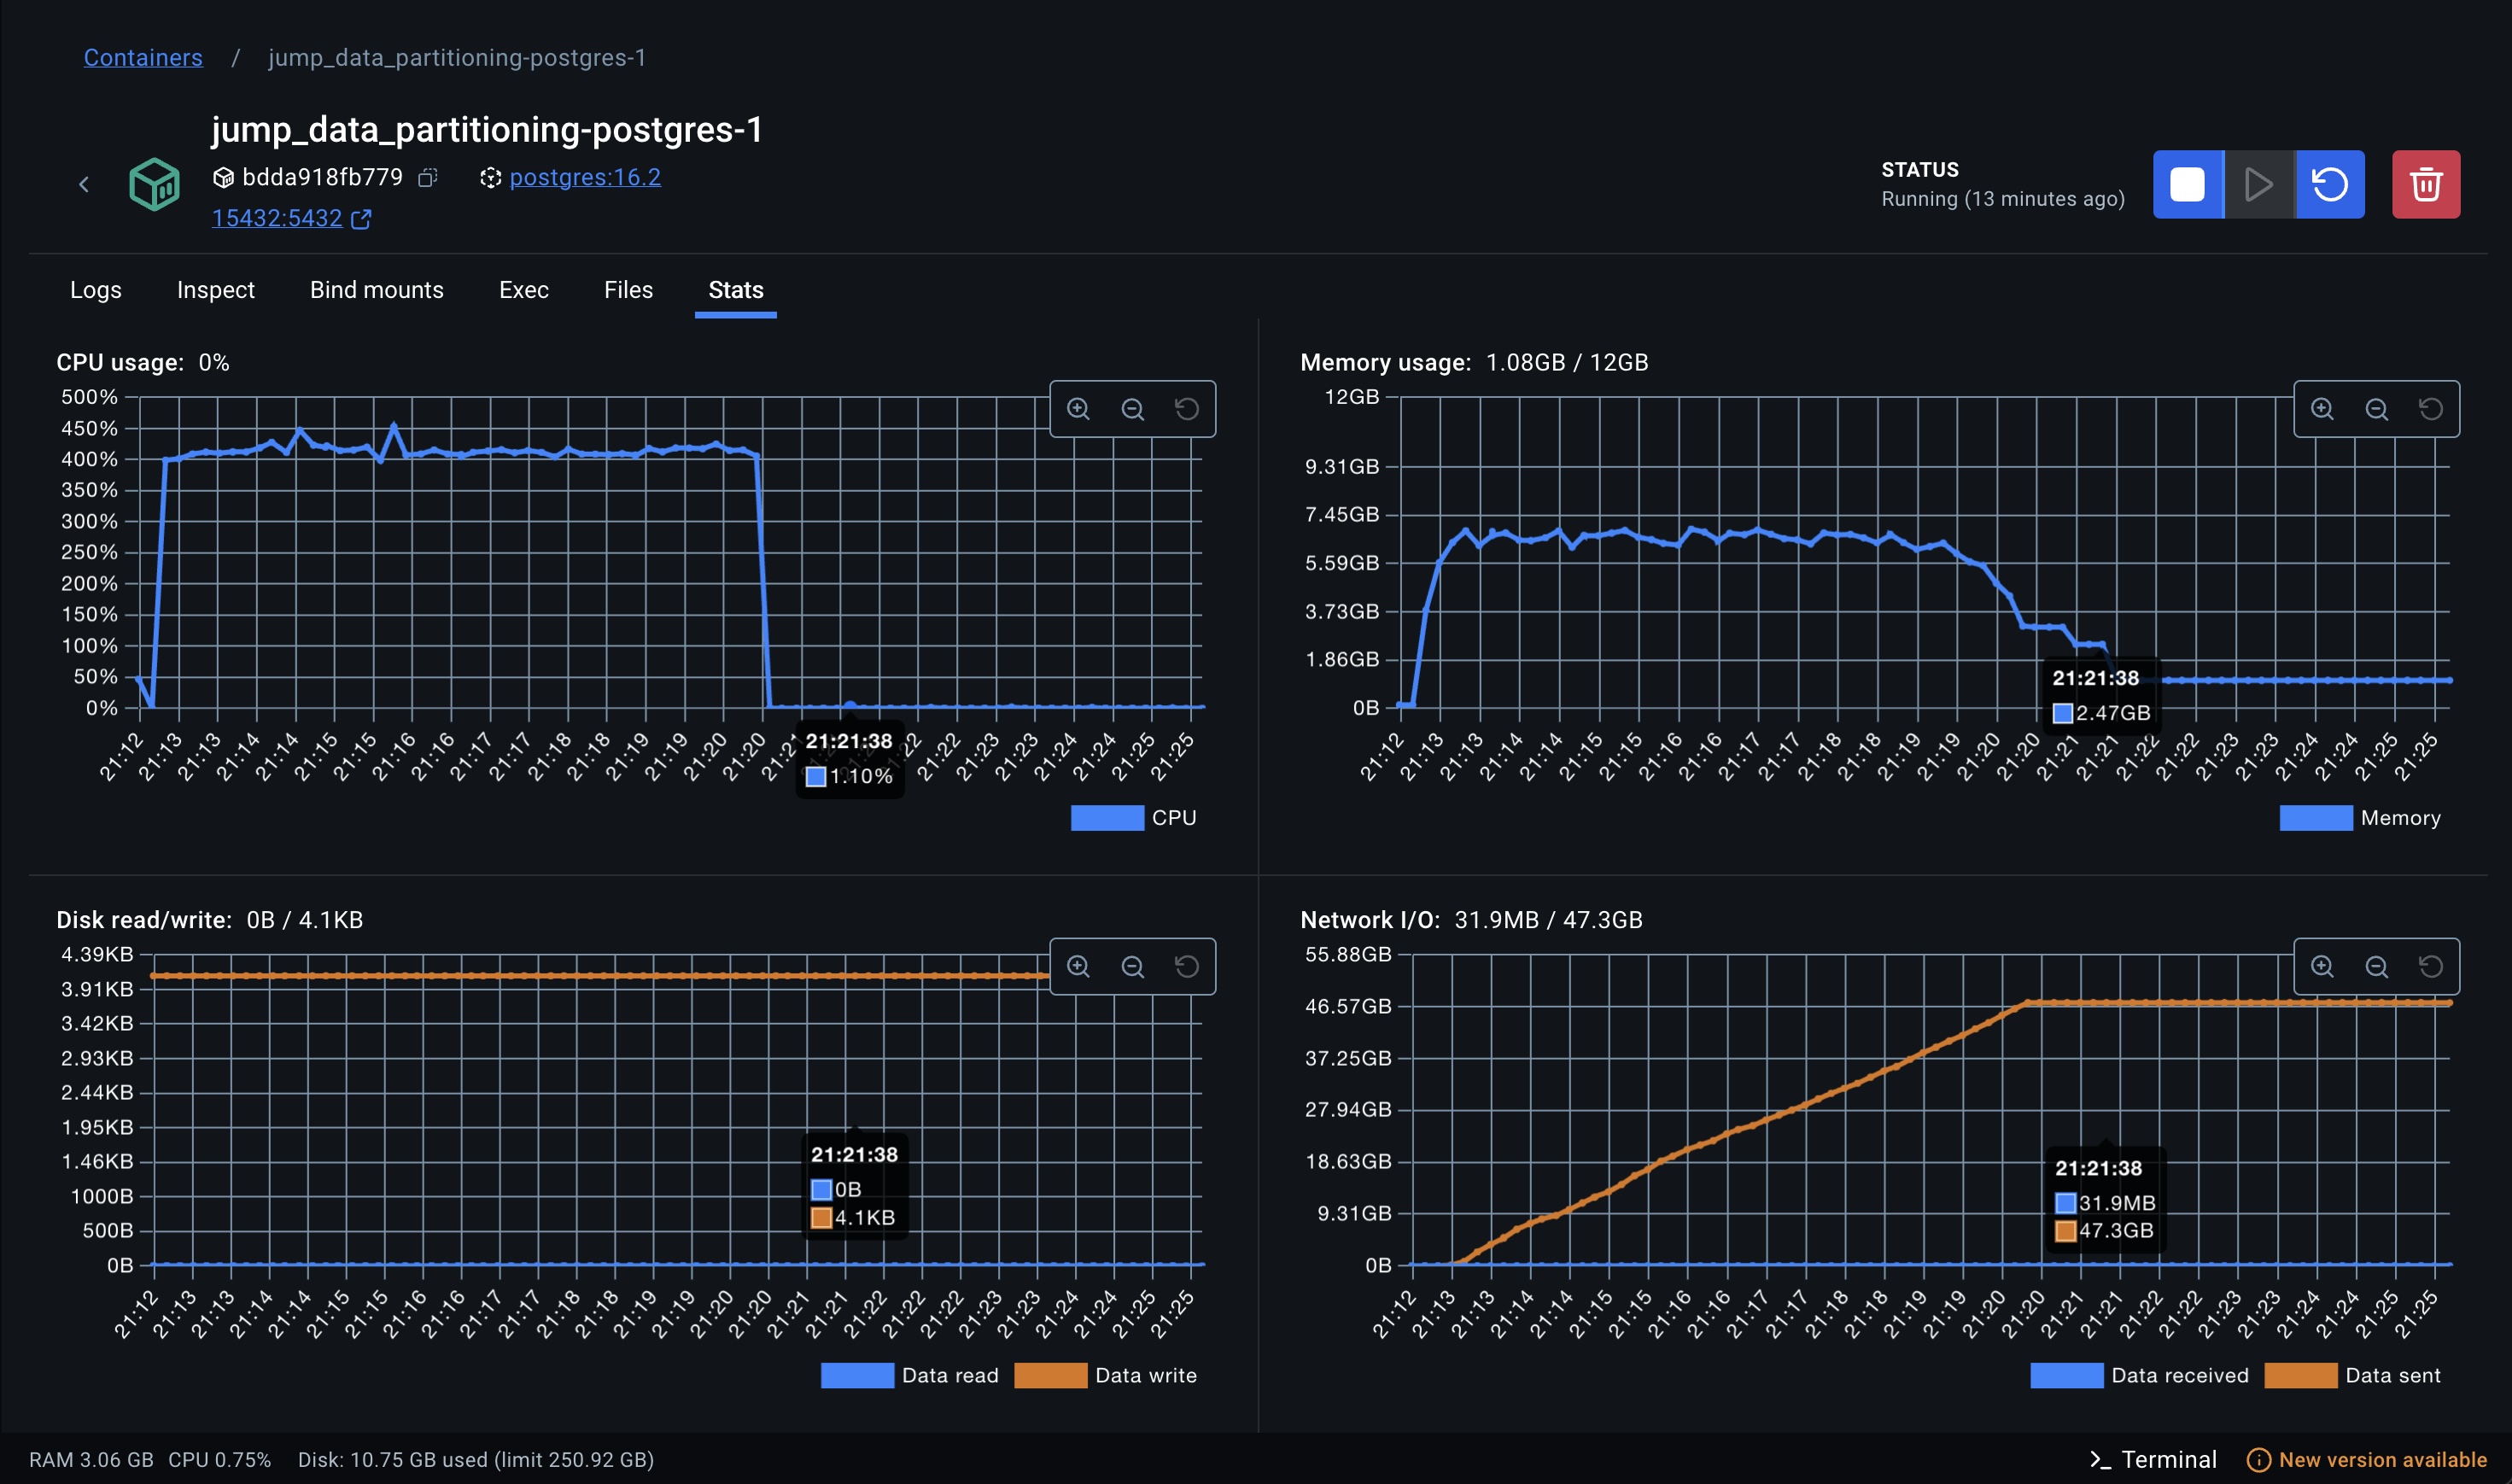 Containers / jump_data_partitioning-postgres-1
jump_data_partitioning-postgres-1
bdda918fb779 postgres:16.2
15432:5432
STATUS
Running (13 minutes ago)
Logs Inspect Bind mounts Exec Files Stats
CPU usage: 0%
500%
450%
400%
350%
300%
250%
200%
150%
100%
50%
0%
21:12 21:13 21:13 21:14 21:14 21:15 21:15 21:16 21:16 21:17 21:17 21:18 21:18 21:19 21:19 21:20 21:20 21:22 21:23 21:23 21:24 21:24 21:25 21:25
21:21:38
1.10%
CPU
Memory usage: 1.08GB / 12GB
12GB
9.31GB
7.45GB
5.59GB
3.73GB
1.86GB
0B
21:12 21:13 21:13 21:14 21:14 21:15 21:15 21:16 21:16 21:17 21:17 21:18 21:18 21:19 21:19 21:20 21:20 21:21 21:21 21:22 21:22 21:23 21:23 21:24 21:24 21:25 21:25
21:21:38
2.47GB
Memory
Disk read/write: 0B / 4.1KB
4.39KB
3.91KB
3.42KB
2.93KB
2.44KB
1.95KB
1.46KB
1000B
500B
0B
21:12 21:13 21:13 21:14 21:14 21:15 21:15 21:16 21:16 21:17 21:17 21:18 21:18 21:19 21:19 21:20 21:20 21:21 21:21 21:22 21:22 21:22 21:23 21:23 21:24 21:24 21:25 21:25
21:21:38
0B
4.1KB
Data read Data write
Network I/O: 31.9MB / 47.3GB
55.88GB
46.57GB
37.25GB
27.94GB
18.63GB
9.31GB
0B
21:12 21:13 21:13 21:14 21:14 21:15 21:15 21:16 21:16 21:17 21:17 21:18 21:18 21:19 21:19 21:20 21:20 21:21 21:21 21:22 21:22 21:23 21:23 21:24 21:24 21:25 21:25
21:21:38
31.9MB
47.3GB
Data received Data sent
RAM 3.06 GB CPU 0.75% Disk: 10.75 GB used (limit 250.92 GB)
Terminal New version available